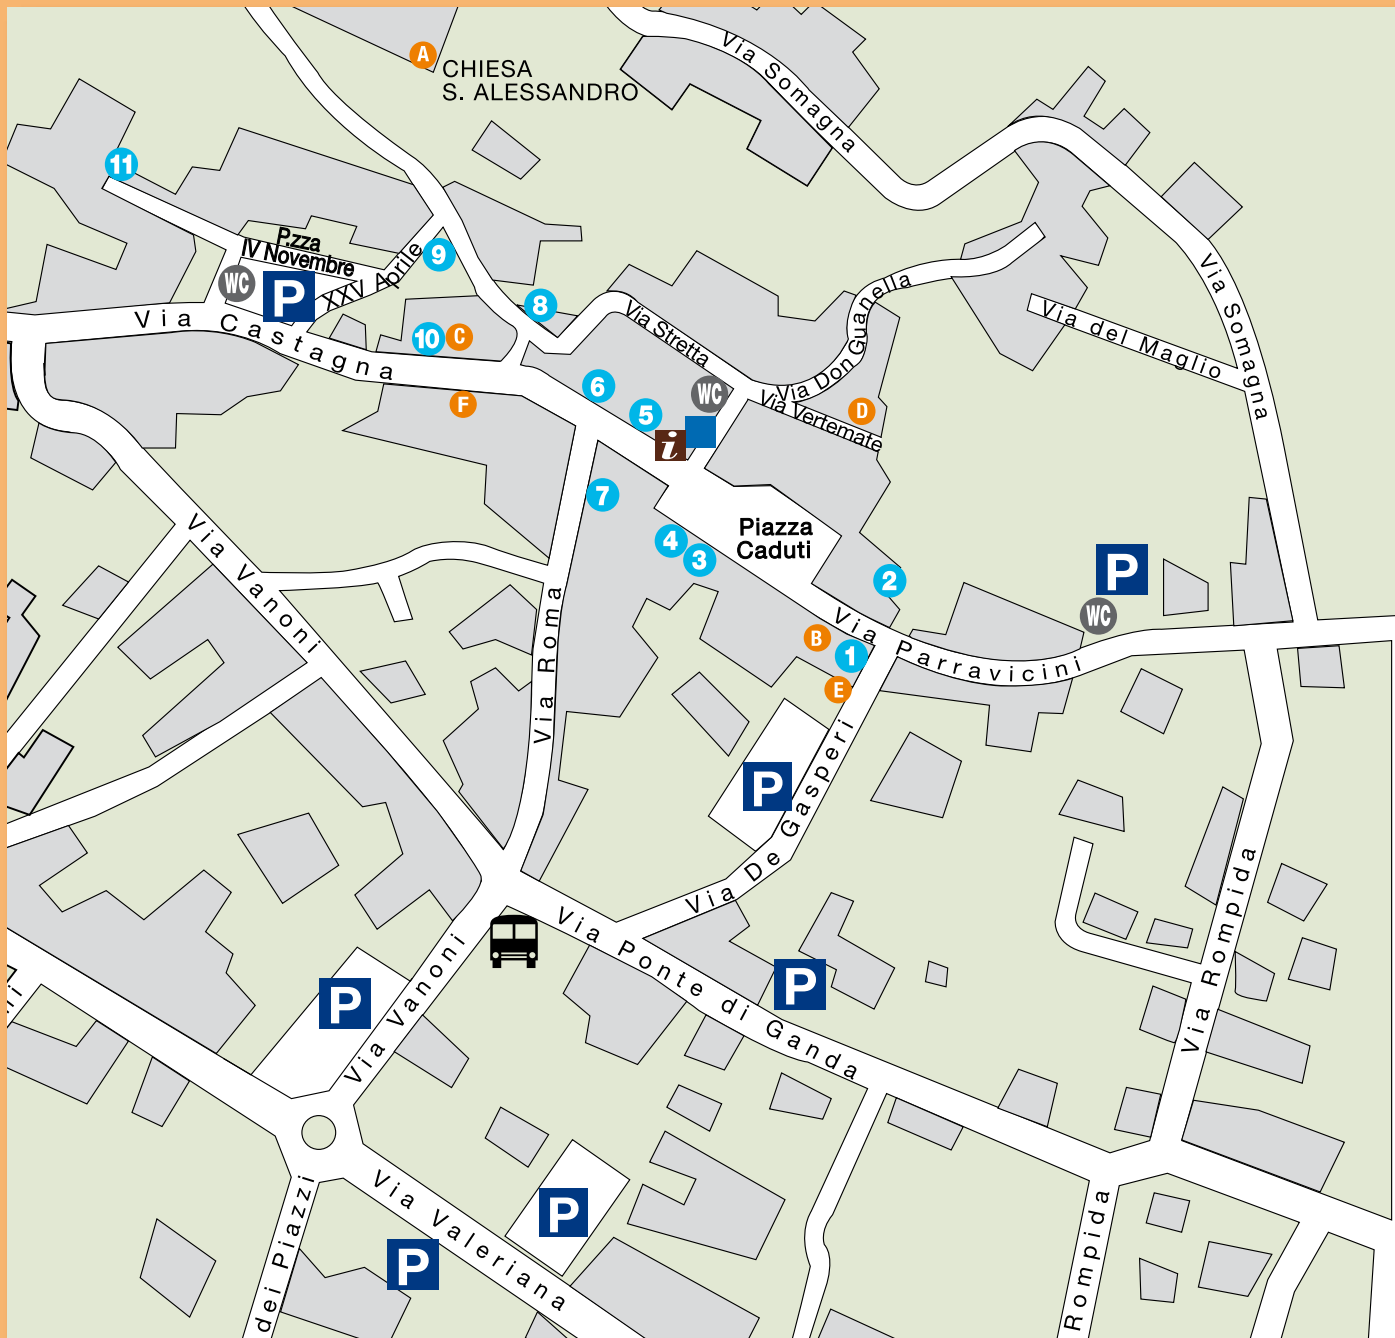 A
CHIESA
S. ALESSANDRO
Via Somagna
11
P.zza
IV Novembre
9
WC
P
XXV Aprile
8
Via Castagna
10
C
Via Stretta
Via Don Guanella
Via Somagna
Via del Maglio
6
WC
F
5
i
Via Vertemate
D
7
4
3
Piazza
Caduti
2
P
WC
Via Vanoni
Via Roma
B
1
E
Via Parravicini
P
Via De Gasperi
Via Rompida
Via Vanoni
Via Ponte di Ganda
P
P
Via Valeriana
P
P
dei Piazzi
Rompida